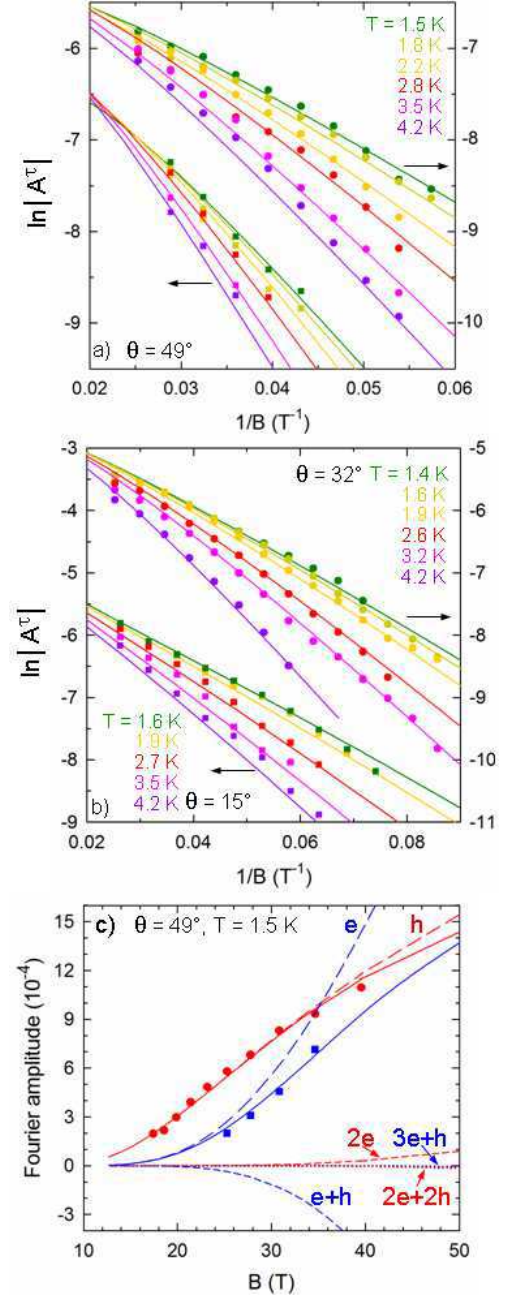 -6
-7
-8
-9
-7
-8
-9
-10
T = 1.5 K
1.8 K
2.2 K
2.8 K
3.5 K
4.2 K
ln|Aτ|
a) θ = 49°
0.02 0.03 0.04 0.05 0.06
1/B (T-1)
-3
-4
-5
-6
-7
-8
-9
-5
-6
-7
-8
-9
-10
-11
θ = 32° T = 1.4 K
1.6 K
1.9 K
2.6 K
3.2 K
4.2 K
ln|Aτ|
T = 1.6 K
1.9 K
2.7 K
3.5 K
4.2 K θ = 15°
b)
0.02 0.04 0.06 0.08
1/B (T-1)
15
12
9
6
3
0
-3
Fourier amplitude (10-4)
c) θ = 49°, T = 1.5 K
e
h
2e 3e+h
e+h 2e+2h
10 20 30 40 50
B (T)